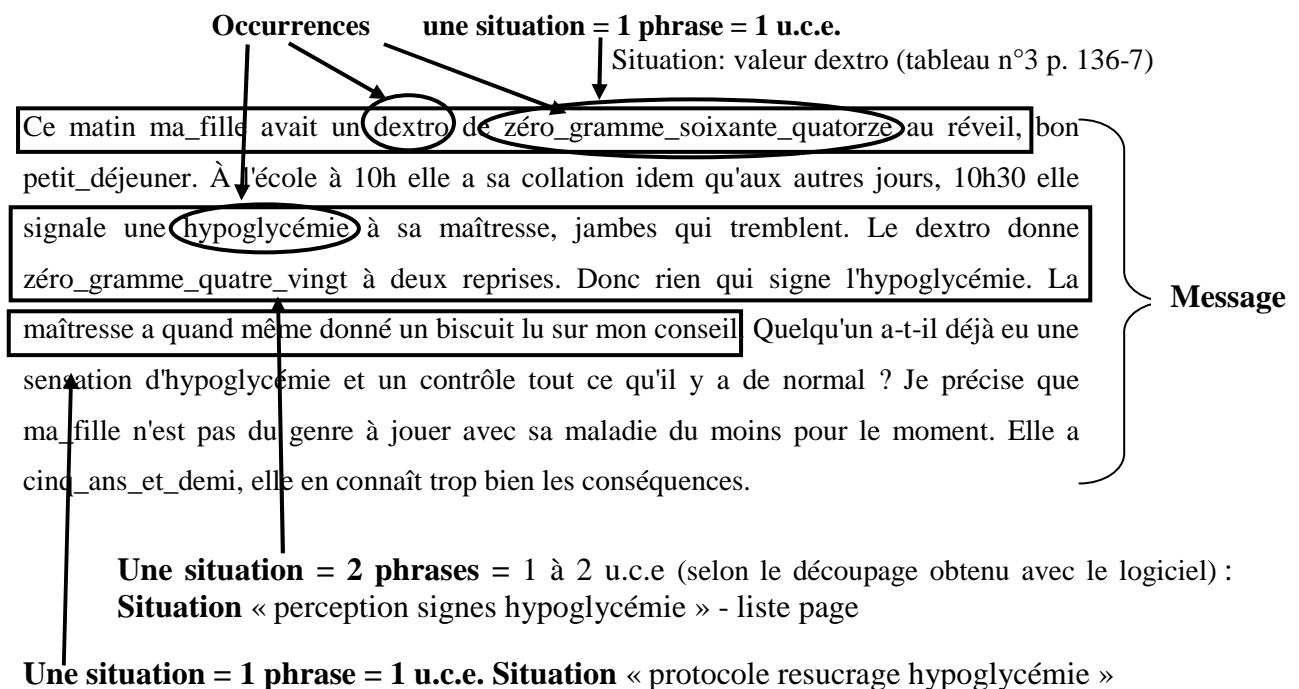 Occurrences une situation = 1 phrase = 1 u.c.e.
Situation: valeur dextro (tableau n°3 p. 136-7)
Ce matin ma_fille avait un dextro de zéro_gramme_soixante_quatorze au réveil, bon
petit_déjeuner. À l'école à 10h elle a sa collation idem qu'aux autres jours, 10h30 elle
signale une hypoglycémie à sa maîtresse, jambes qui tremblent. Le dextro donne
zéro_gramme_quatre_vingt à deux reprises. Donc rien qui signe l'hypoglycémie. La
maîtresse a quand même donné un biscuit lu sur mon conseil. Quelqu'un a-t-il déjà eu une
sensation d'hypoglycémie et un contrôle tout ce qu'il y a de normal ? Je précise que
ma_fille n'est pas du genre à jouer avec sa maladie du moins pour le moment. Elle a
cinq_ans_et_demi, elle en connaît trop bien les conséquences.
Message
Une situation = 2 phrases = 1 à 2 u.c.e (selon le découpage obtenu avec le logiciel) :
Situation « perception signes hypoglycémie » - liste page
Une situation = 1 phrase = 1 u.c.e. Situation « protocole resucrage hypoglycémie »